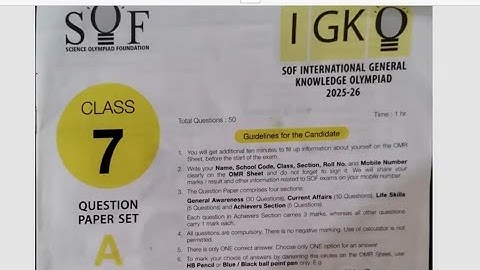 SOF
SCIENCE OLYMPIAD FOUNDATION
IGKO
SOF INTERNATIONAL GENERAL
KNOWLEDGE OLYMPIAD
2025-26
Total Questions : 50
Time : 1 hr.
CLASS
7
QUESTION
PAPER SET
A
Guidelines for the Candidate
1. You will get additional ten minutes to fill up information about yourself on the OMR
Sheet, before the start of the exam.
2. Write your Name, School Code, Class, Section, Roll No. and Mobile Number
clearly on the OMR Sheet and do not forget to sign it. We will share your
marks / result and other information related to SOF exams on your mobile number.
3. The Question Paper comprises four sections:
General Awareness (30 Questions), Current Affairs (10 Questions), Life Skills
(5 Questions) and Achievers Section (5 Questions).
Each question in Achievers Section carries 3 marks, whereas all other questions
carry 1 mark each.
4. All questions are compulsory. There is no negative marking. Use of calculator is not
permitted.
5. There is only ONE correct answer. Choose only ONE option for an answer.
6. To mark your choice of answers by darkening the circles on the OMR Sheet, use
HB Pencil or Blue / Black ball point pen only. E.g.